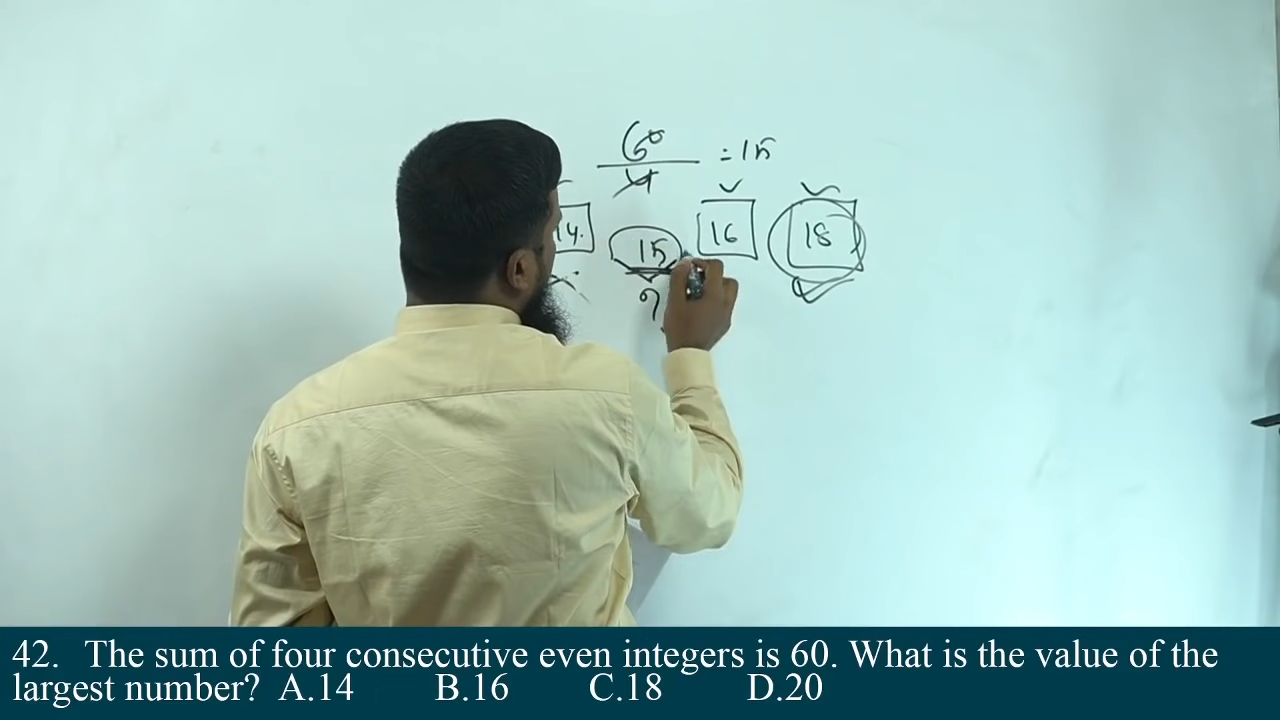 60
4 = 15
14. 15 16 18
?
42. The sum of four consecutive even integers is 60. What is the value of the
largest number? A.14 B.16 C.18 D.20